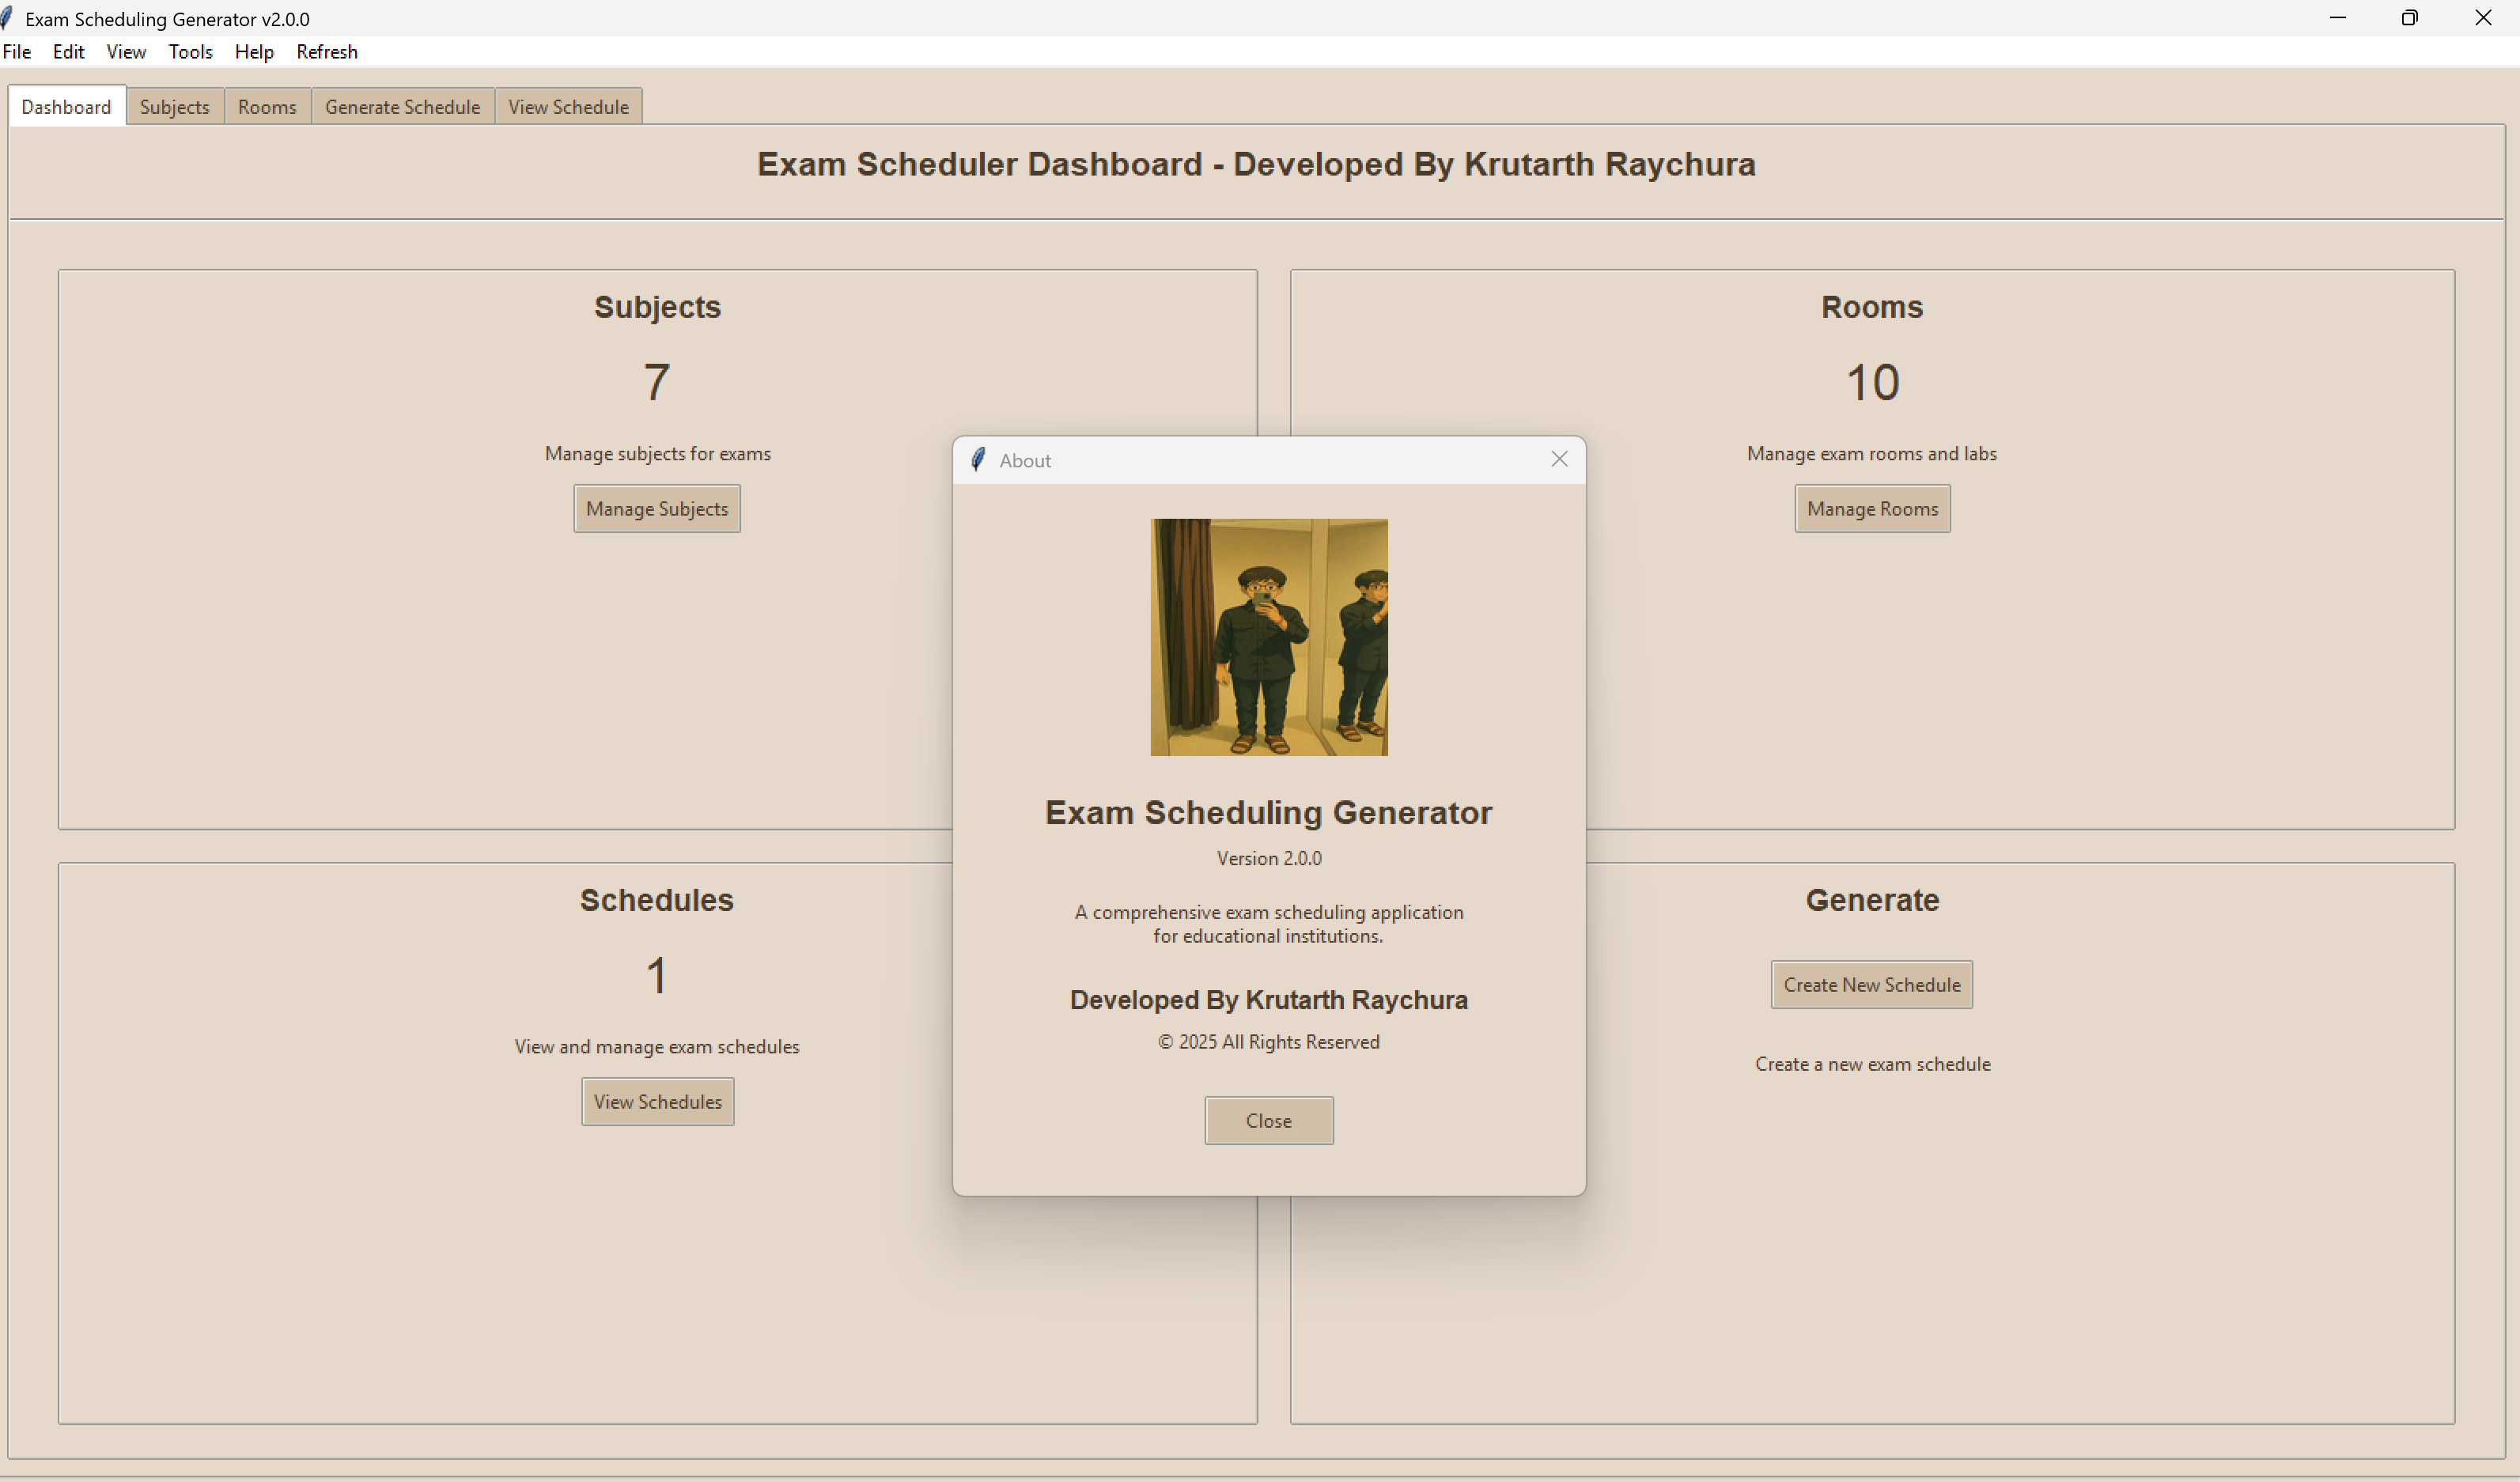 Exam Scheduling Generator v2.0.0
File Edit View Tools Help Refresh
Dashboard Subjects Rooms Generate Schedule View Schedule
Exam Scheduler Dashboard - Developed By Krutarth Raychura
Subjects
7
Manage subjects for exams
Manage Subjects
Rooms
10
Manage exam rooms and labs
Manage Rooms
Schedules
1
View and manage exam schedules
View Schedules
Generate
Create New Schedule
Create a new exam schedule
About
Exam Scheduling Generator
Version 2.0.0
A comprehensive exam scheduling application
for educational institutions.
Developed By Krutarth Raychura
© 2025 All Rights Reserved
Close